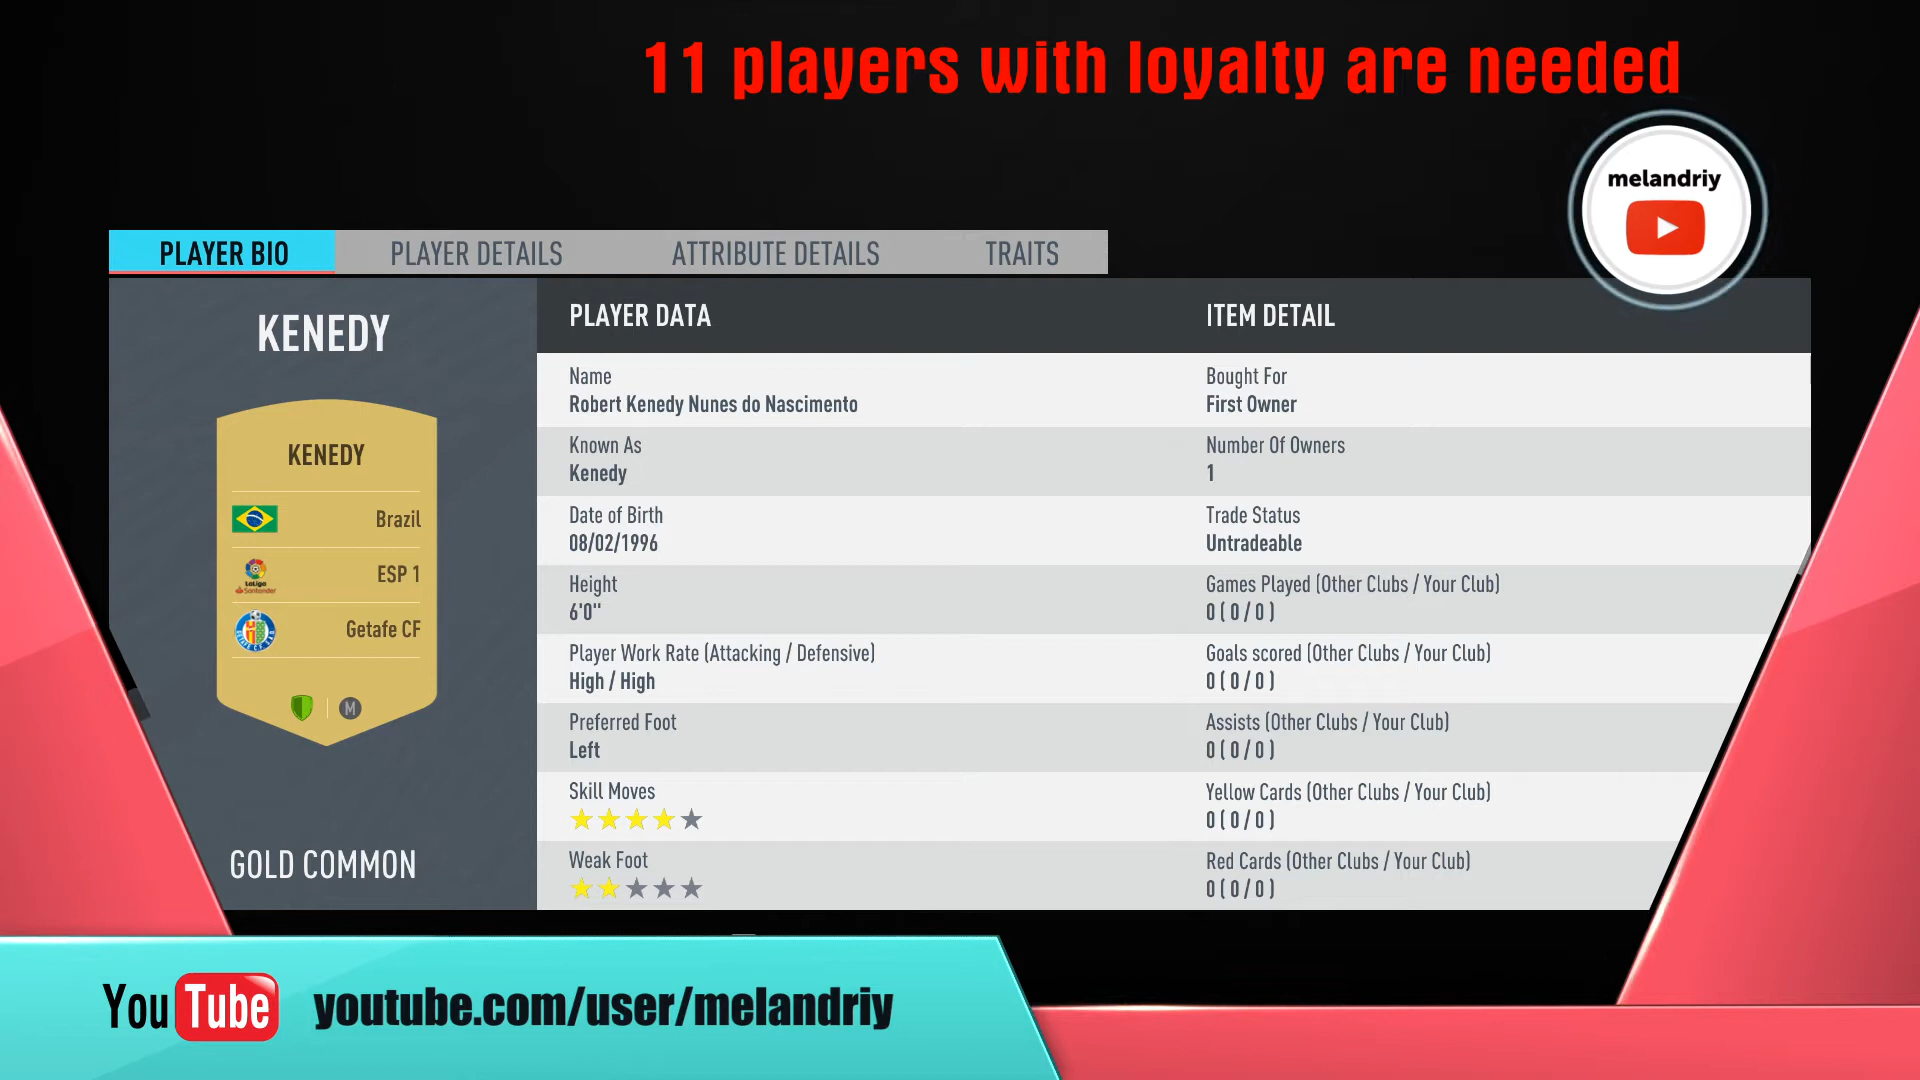 11 players with loyalty are needed
melandriy
PLAYER BIO
PLAYER DETAILS
ATTRIBUTE DETAILS
TRAITS
KENEDY
KENEDY
Brazil
LaLiga
Santander
ESP 1
Getafe CF
M
GOLD COMMON
PLAYER DATA
Name
Robert Kenedy Nunes do Nascimento
Known As
Kenedy
Date of Birth
08/02/1996
Height
6'0"
Player Work Rate (Attacking / Defensive)
High / High
Preferred Foot
Left
Skill Moves
Weak Foot
ITEM DETAIL
Bought For
First Owner
Number Of Owners
1
Trade Status
Untradeable
Games Played (Other Clubs / Your Club)
0 ( 0 / 0 )
Goals scored (Other Clubs / Your Club)
0 ( 0 / 0 )
Assists (Other Clubs / Your Club)
0 ( 0 / 0 )
Yellow Cards (Other Clubs / Your Club)
0 ( 0 / 0 )
Red Cards (Other Clubs / Your Club)
0 ( 0 / 0 )
YouTube
youtube.com/user/melandriy